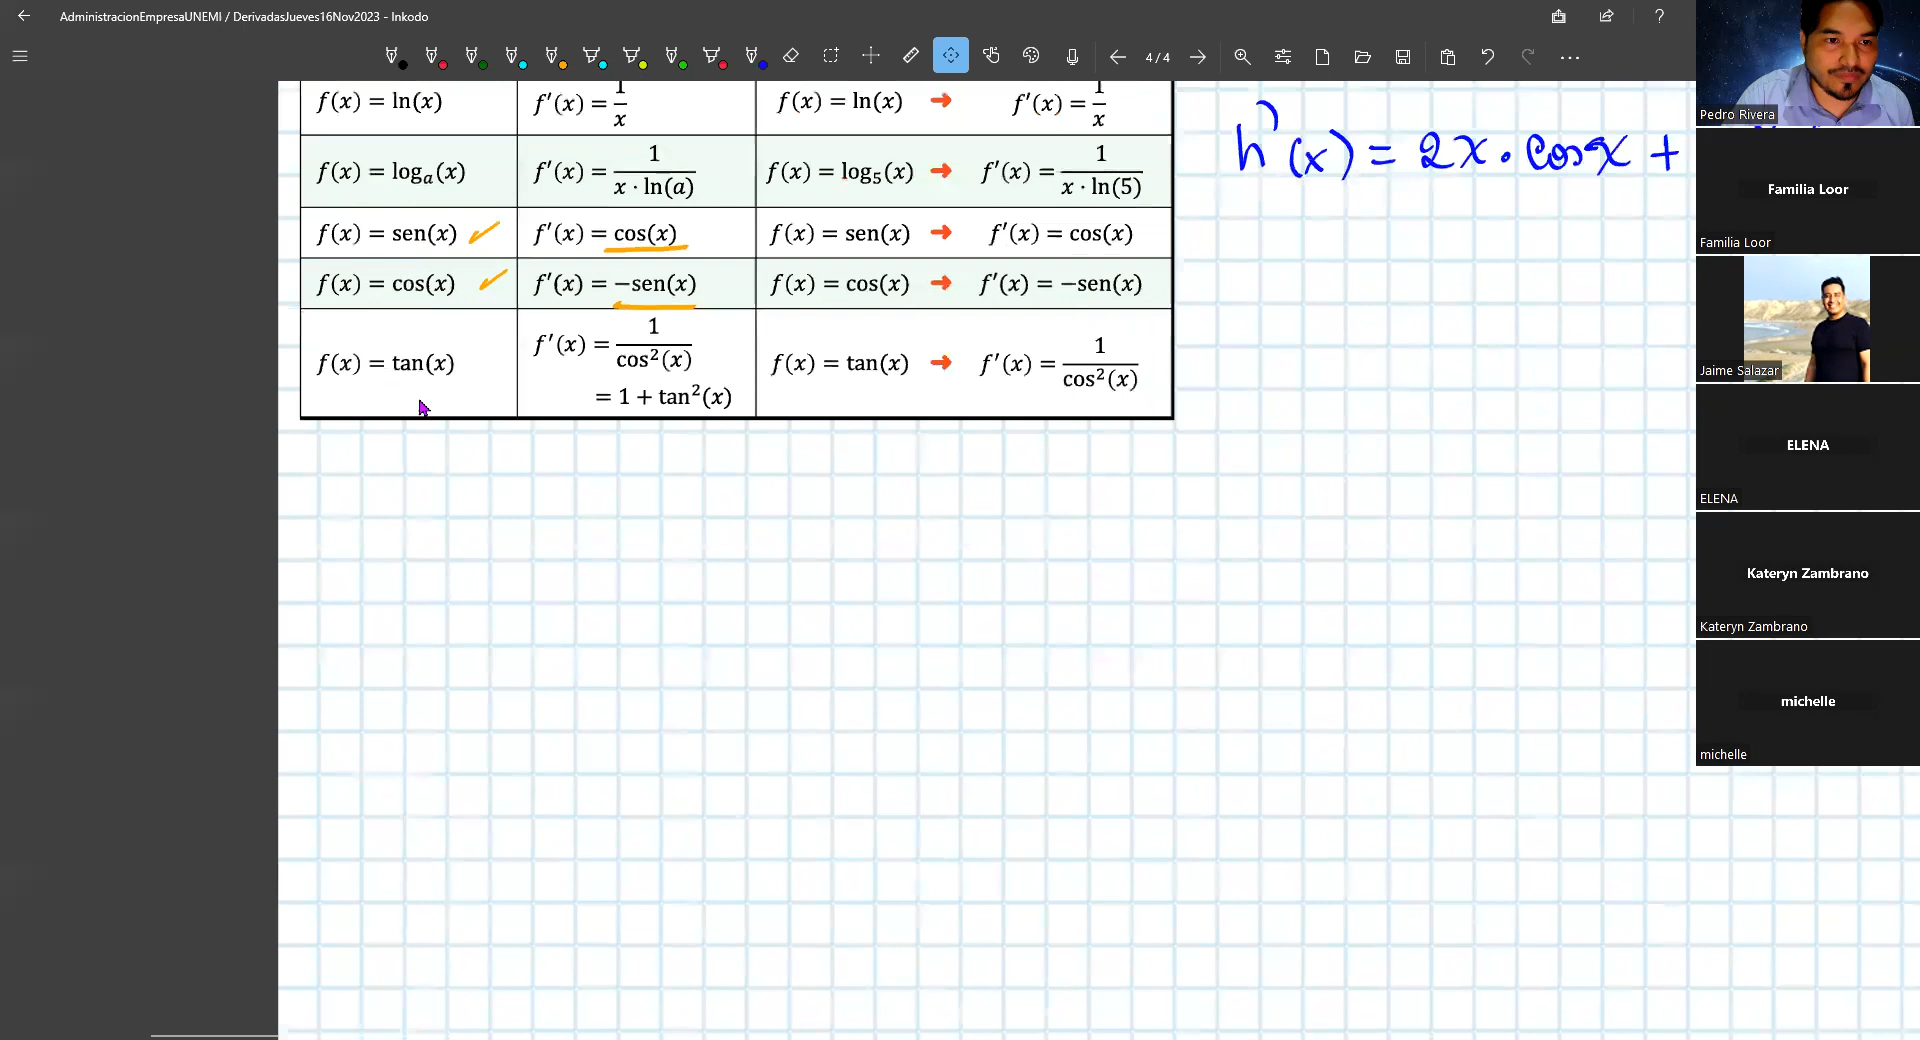 AdministracionEmpresaUNEMI / DerivadasJueves16Nov2023 - Inkodo
4 / 4
f(x) = ln(x) f′(x) = 1/x f(x) = ln(x) → f′(x) = 1/x
f(x) = logₐ(x) f′(x) = 1/(x · ln(a)) f(x) = log₅(x) → f′(x) = 1/(x · ln(5))
f(x) = sen(x) ✓ f′(x) = cos(x) f(x) = sen(x) → f′(x) = cos(x)
f(x) = cos(x) ✓ f′(x) = −sen(x) f(x) = cos(x) → f′(x) = −sen(x)
f(x) = tan(x) f′(x) = 1/cos²(x) f(x) = tan(x) → f′(x) = 1/cos²(x)
= 1 + tan²(x)
h′(x) = 2x · cosx +
Pedro Rivera
Familia Loor
Familia Loor
Jaime Salazar
ELENA
ELENA
Kateryn Zambrano
Kateryn Zambrano
michelle
michelle